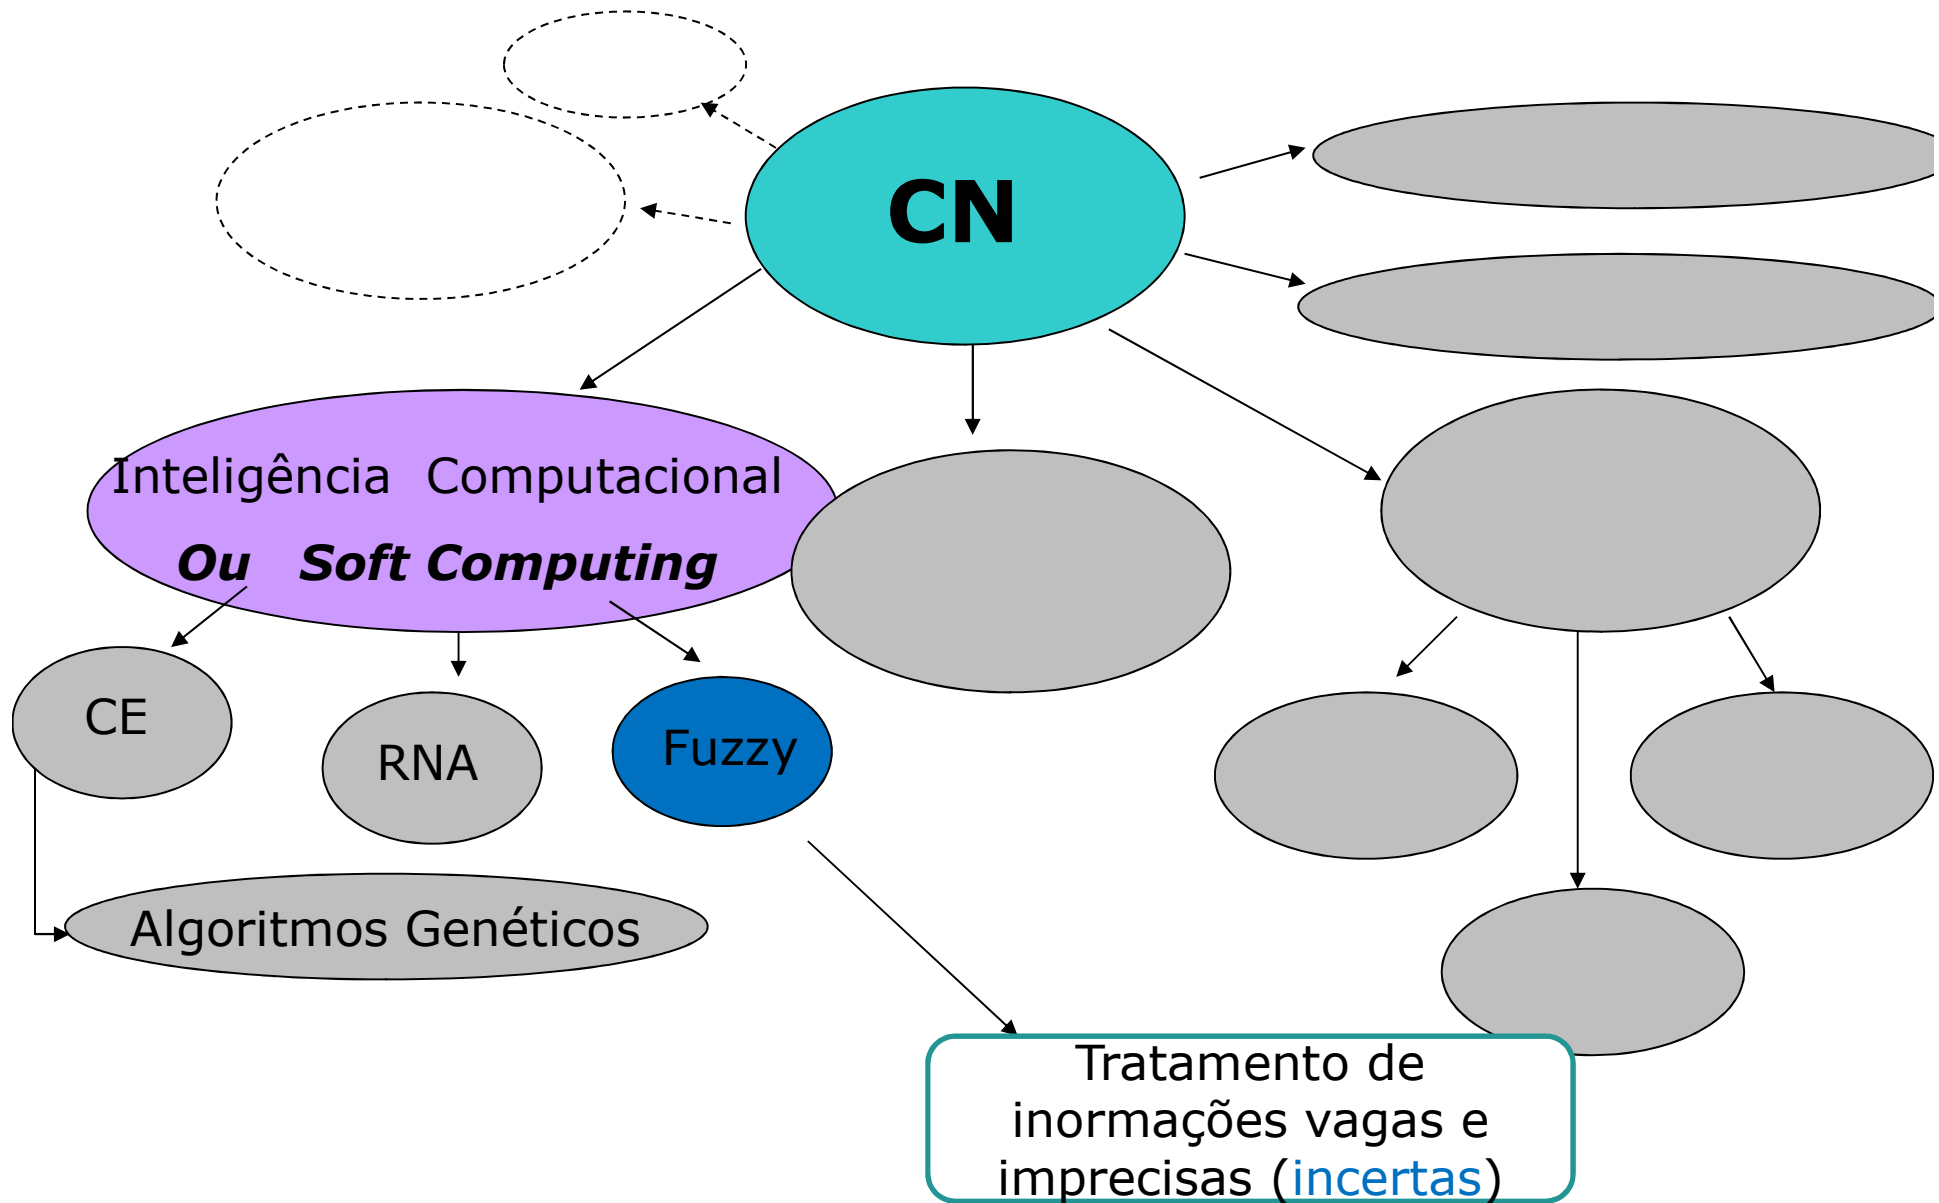 CN
Inteligência Computacional
Ou Soft Computing
CE
RNA
Fuzzy
Algoritmos Genéticos
Tratamento de
inormações vagas e
imprecisas (incertas)